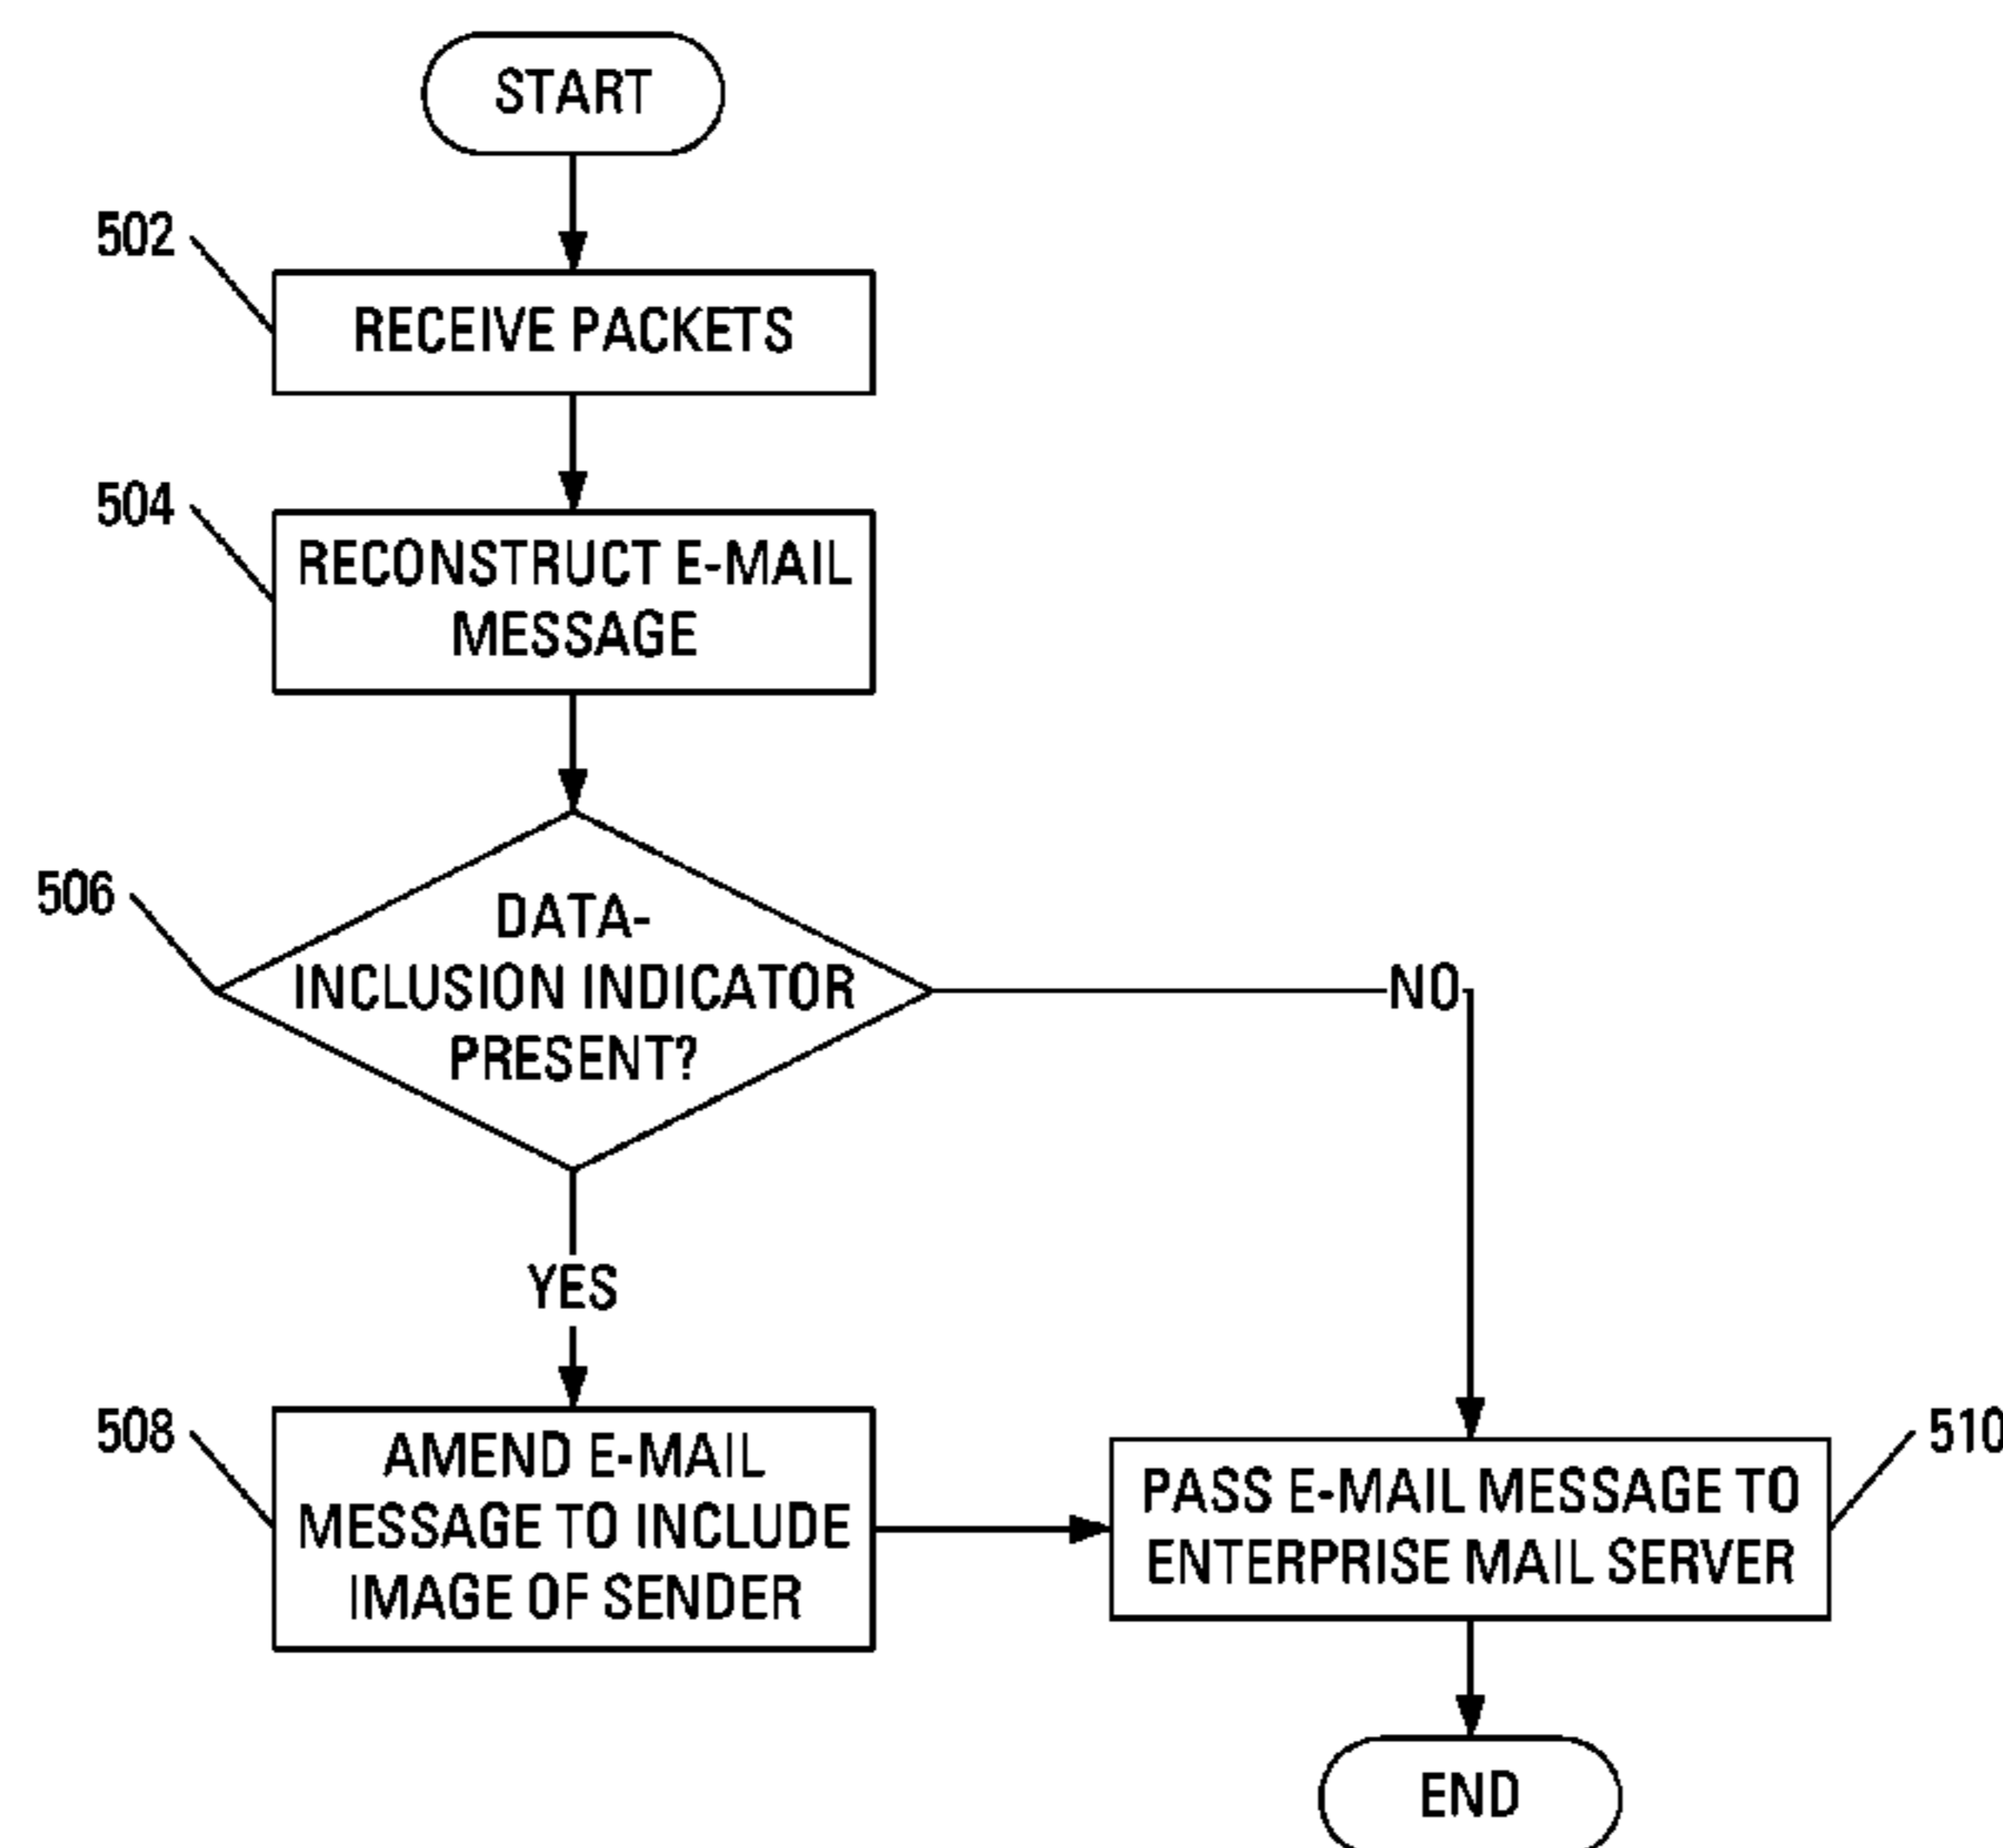 START
502
RECEIVE PACKETS
504
RECONSTRUCT E-MAIL
MESSAGE
506
DATA-
INCLUSION INDICATOR
PRESENT?
NO
YES
508
AMEND E-MAIL
MESSAGE TO INCLUDE
IMAGE OF SENDER
510
PASS E-MAIL MESSAGE TO
ENTERPRISE MAIL SERVER
END